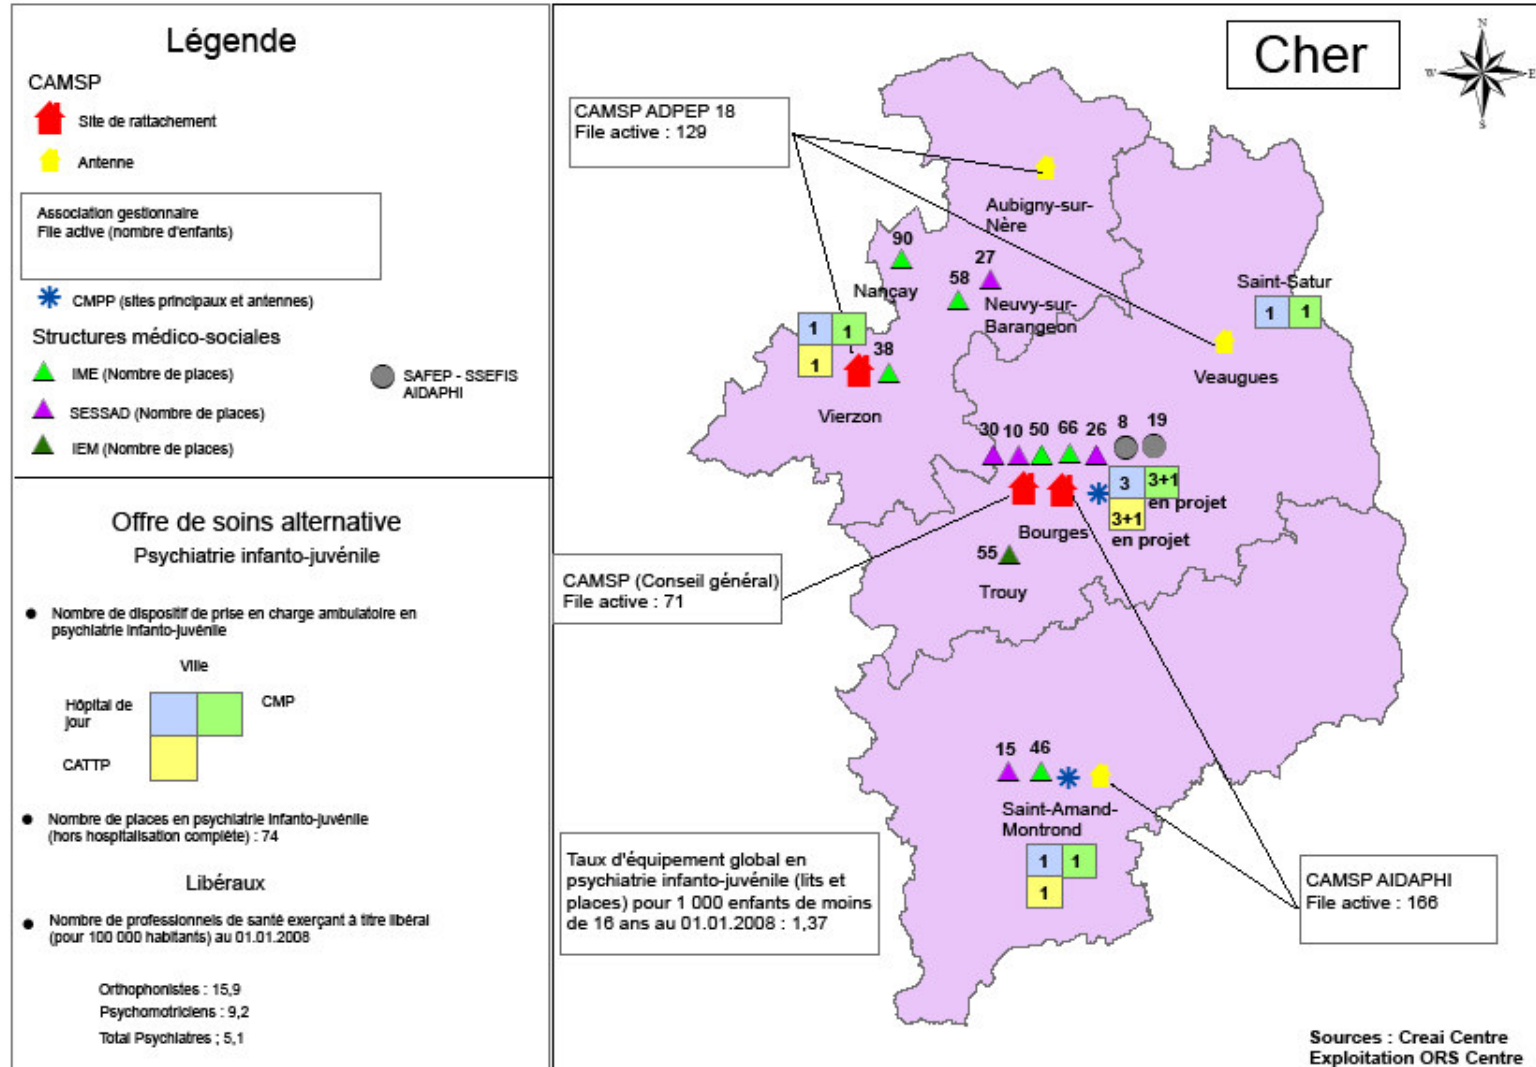 Légende
CAMSP
Site de rattachement
Antenne
Association gestionnaire
File active (nombre d'enfants)
CMPP (sites principaux et antennes)
Structures médico-sociales
IME (Nombre de places)
SESSAD (Nombre de places)
IEM (Nombre de places)
SAFEP - SSEFIS
AIDAPHI
Offre de soins alternative
Psychiatrie infanto-juvénile
Nombre de dispositif de prise en charge ambulatoire en
psychiatrie infanto-juvénile
Ville
Hôpital de
jour
CMP
CATTP
Nombre de places en psychiatrie infanto-juvénile
(hors hospitalisation complète) : 74
Libéraux
Nombre de professionnels de santé exerçant à titre libéral
(pour 100 000 habitants) au 01.01.2008
Orthophonistes : 15,9
Psychomotriciens : 9,2
Total Psychiatres ; 5,1
Cher
N
W
E
S
CAMSP ADPEP 18
File active : 129
Aubigny-sur-
Nère
90
Nançay
27
58
Neuvy-sur-
Barangeon
Saint-Satur
1 1
1 1
1
38
Vierzon
Veaugues
30 10 50 66 26 8 19
3 3+1
en projet
3+1
en projet
Bourges
55
Trouy
CAMSP (Conseil général)
File active : 71
15 46
Saint-Amand-
Montrond
1 1
1
Taux d'équipement global en
psychiatrie infanto-juvénile (lits et
places) pour 1 000 enfants de moins
de 16 ans au 01.01.2008 : 1,37
CAMSP AIDAPHI
File active : 166
Sources : Creai Centre
Exploitation ORS Centre